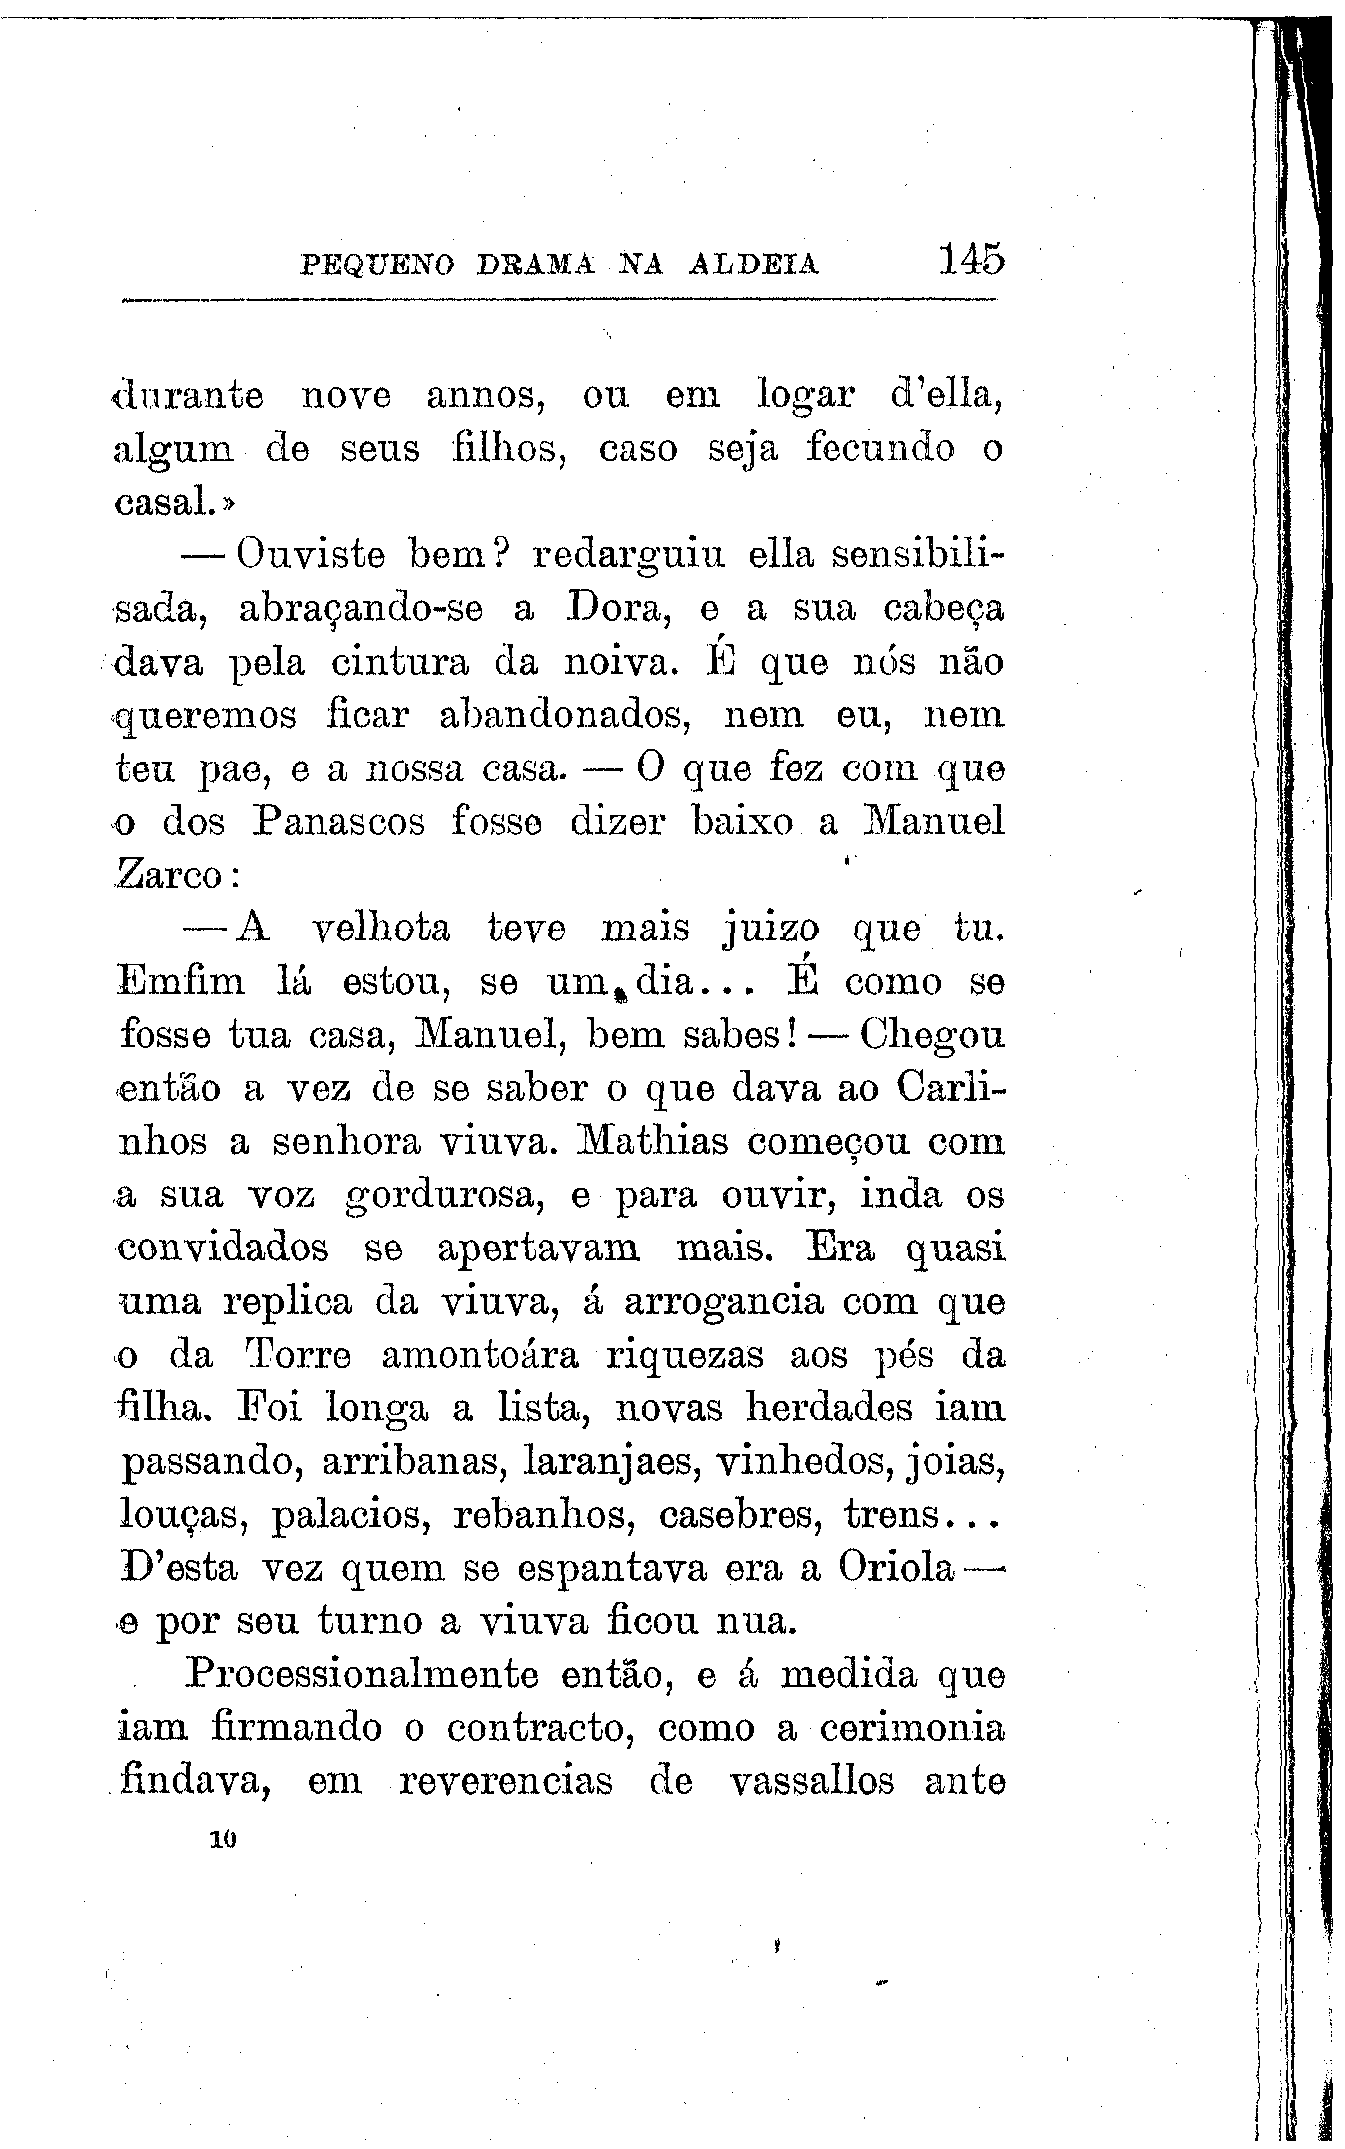 PEQUENO DRAMA NA ALDEIA 145
durante nove annos, ou em logar d'ella,
algum de seus filhos, caso seja fecundo o
casal.»
— Ouviste bem? redarguiu ella sensibili-
sada, abraçando-se a Dora, e a sua cabeça
dava pela cintura da noiva. É que nós não
queremos ficar abandonados, nem eu, nem
teu pae, e a nossa casa. — O que fez com que
o dos Panascos fosse dizer baixo a Manuel
Zarco:
— A velhota teve mais juizo que tu.
Emfim lá estou, se um dia... É como se
fosse tua casa, Manuel, bem sabes! — Chegou
então a vez de se saber o que dava ao Carli-
nhos a senhora viuva. Mathias começou com
a sua voz gordurosa, e para ouvir, inda os
convidados se apertavam mais. Era quasi
uma replica da viuva, á arrogancia com que
o da Torre amontoára riquezas aos pés da
filha. Foi longa a lista, novas herdades iam
passando, arribanas, laranjaes, vinhedos, joias,
louças, palacios, rebanhos, casebres, trens...
D'esta vez quem se espantava era a Oriola —
e por seu turno a viuva ficou nua.
Processionalmente então, e á medida que
iam firmando o contracto, como a cerimonia
findava, em reverencias de vassallos ante
10